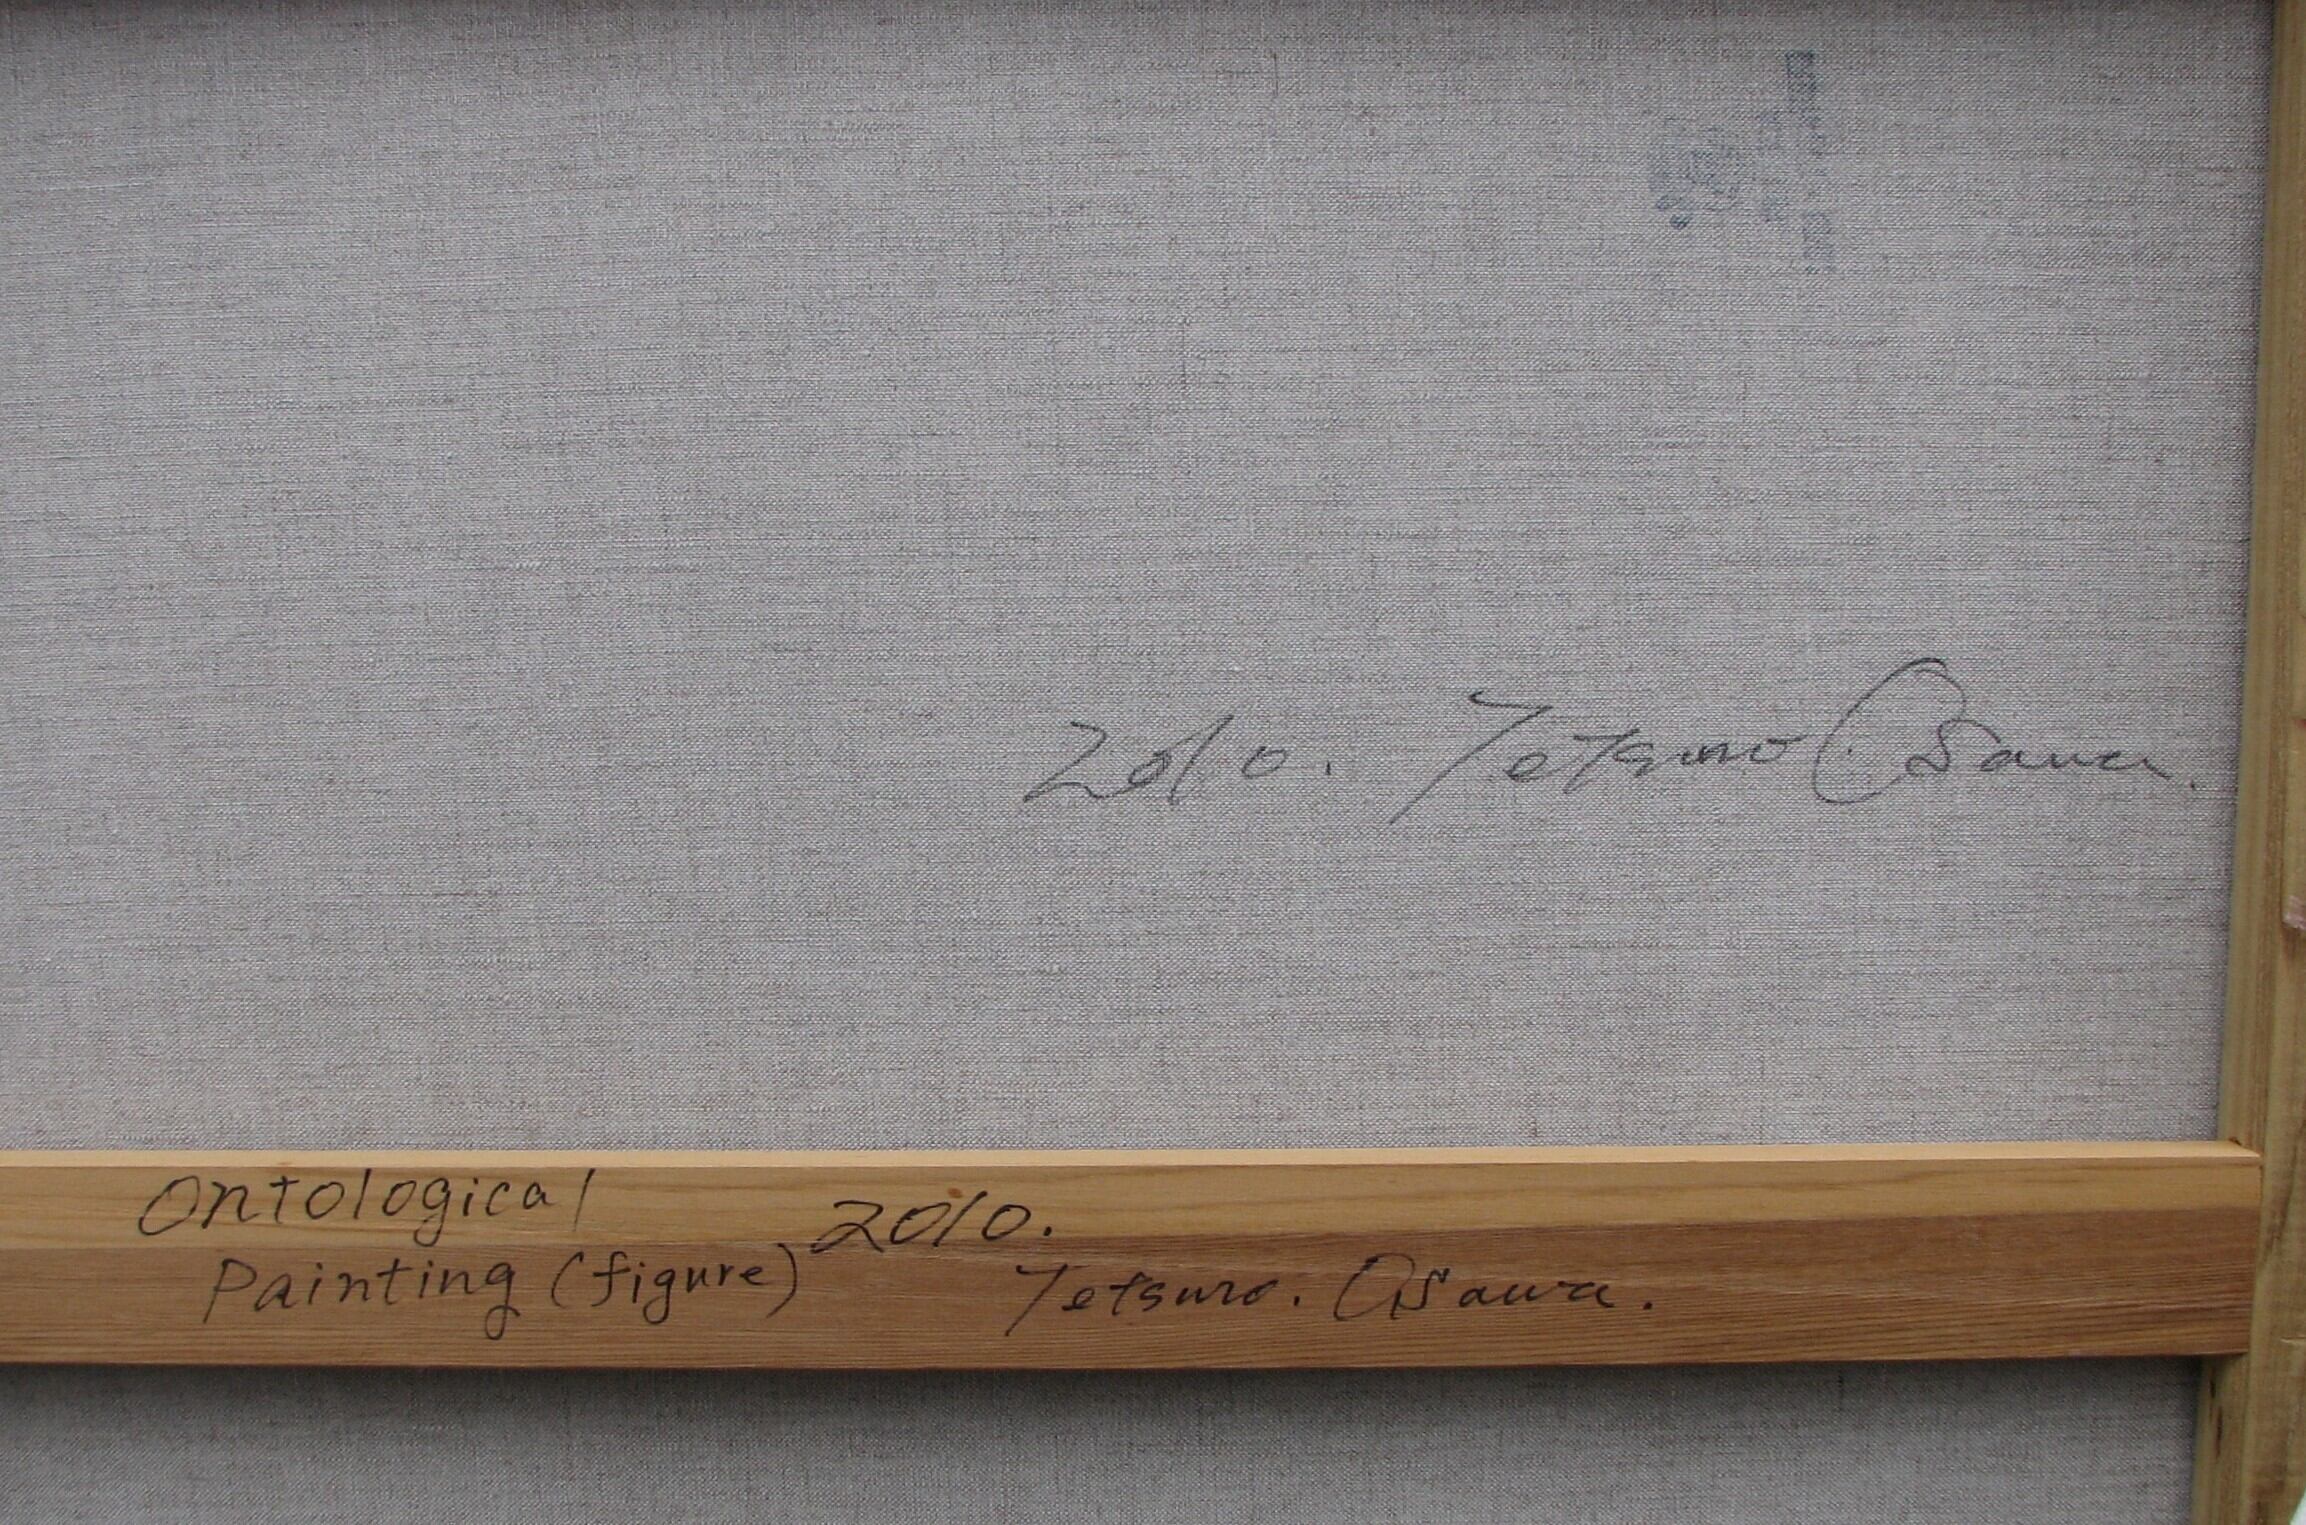 2010. Tetsuro Osawa.
Ontological
Painting (figure) 2010.
Tetsuro. Osawa.